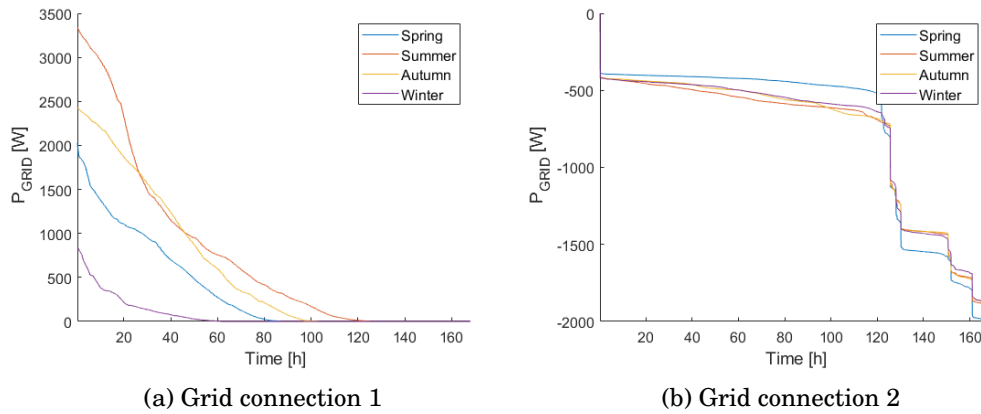 3500
3000
2500
2000
1500
1000
500
0
P_GRID [W]
20 40 60 80 100 120 140 160
Time [h]
Spring
Summer
Autumn
Winter
(a) Grid connection 1
0
-500
-1000
-1500
-2000
P_GRID [W]
20 40 60 80 100 120 140 160
Time [h]
Spring
Summer
Autumn
Winter
(b) Grid connection 2